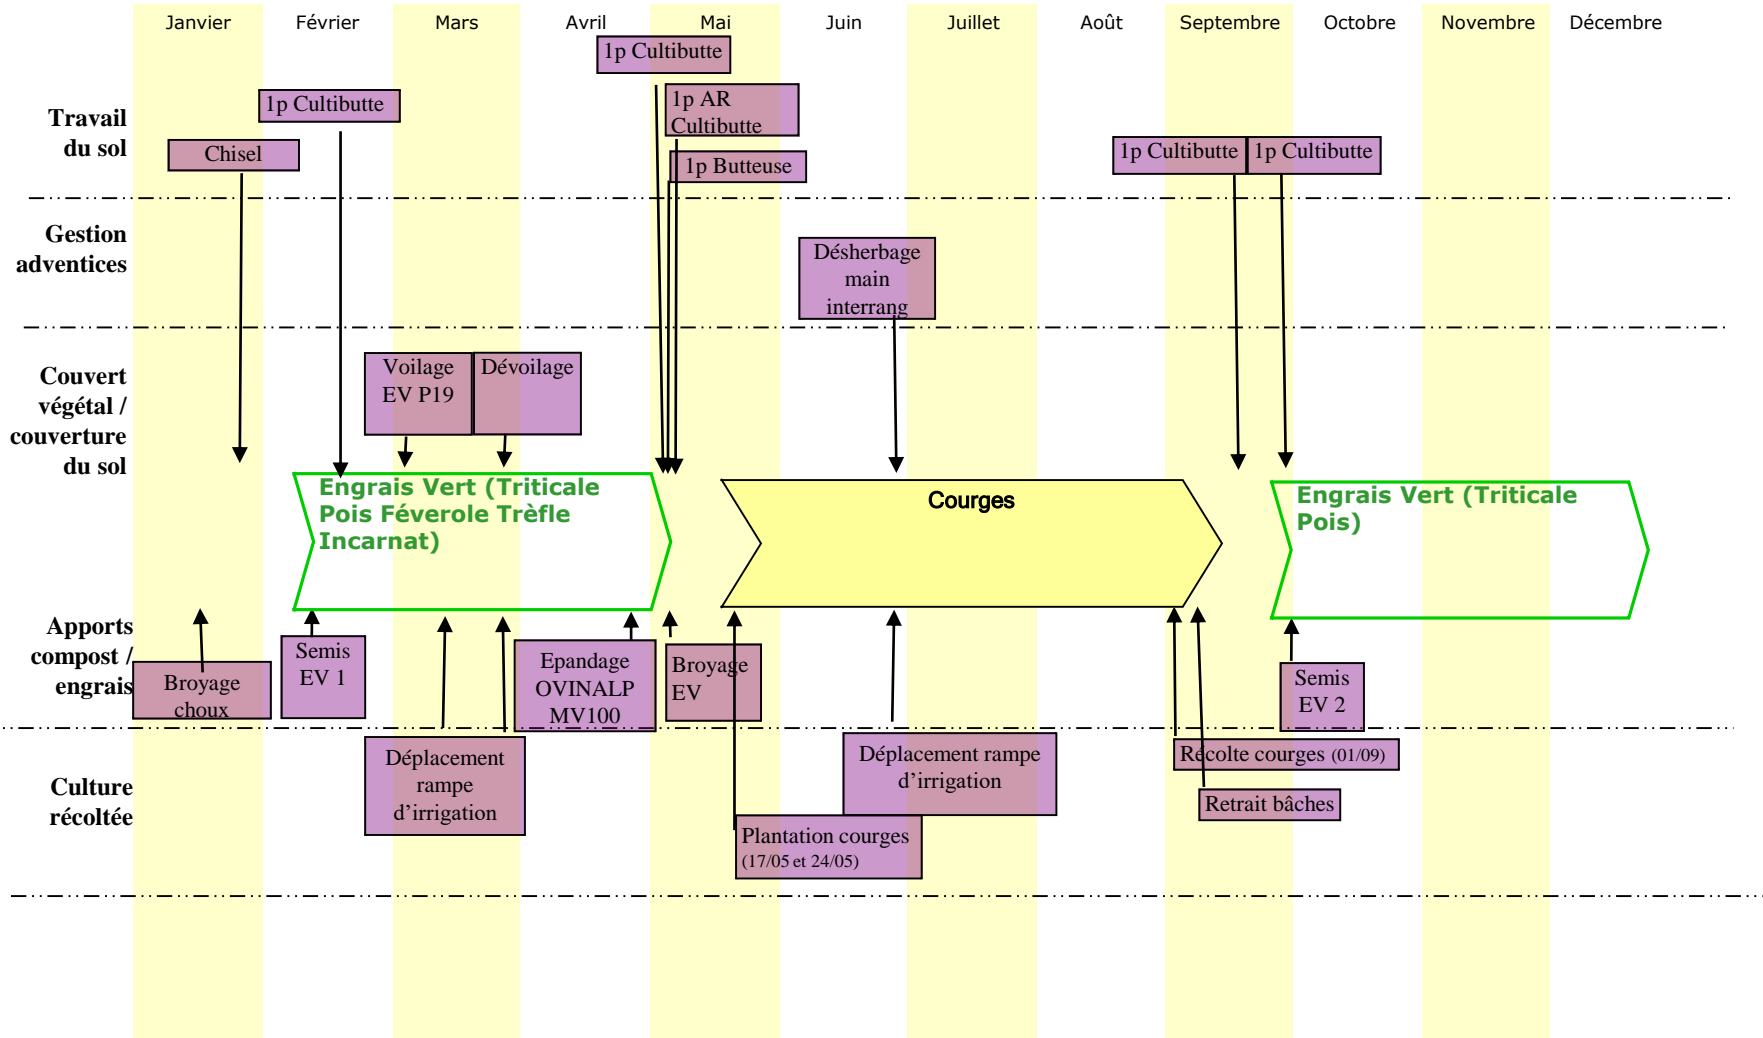 Janvier
Février
Mars
Avril
Mai
Juin
Juillet
Août
Septembre
Octobre
Novembre
Décembre
Travail
du sol
1p Cultibutte
1p Cultibutte
1p AR
Cultibutte
Chisel
1p Butteuse
1p Cultibutte
1p Cultibutte
Gestion
adventices
Désherbage
main
interrang
Couvert
végétal /
couverture
du sol
Voilage
EV P19
Dévoilage
Engrais Vert (Triticale
Pois Féverole Trèfle
Incarnat)
Courges
Engrais Vert (Triticale
Pois)
Apports
compost /
engrais
Broyage
choux
Semis
EV 1
Epandage
OVINALP
MV100
Broyage
EV
Semis
EV 2
Culture
récoltée
Déplacement
rampe
d’irrigation
Déplacement rampe
d’irrigation
Plantation courges
(17/05 et 24/05)
Récolte courges (01/09)
Retrait bâches